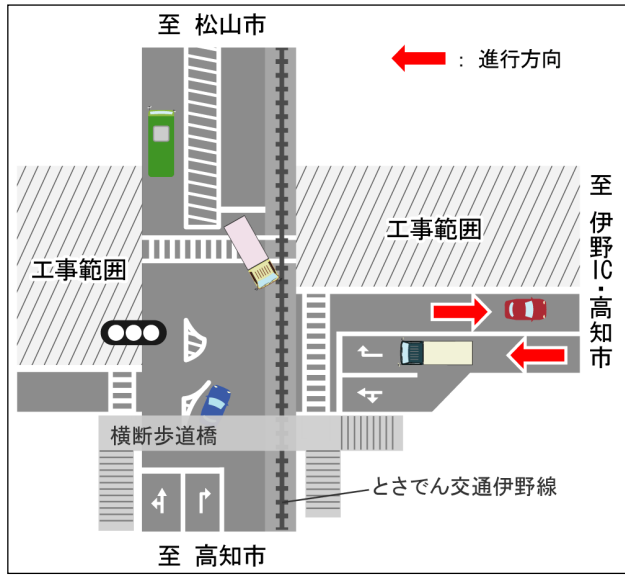 至 松山市
: 進行方向
工事範囲
工事範囲
至 伊野IC・高知市
横断歩道橋
とさでん交通伊野線
至 高知市